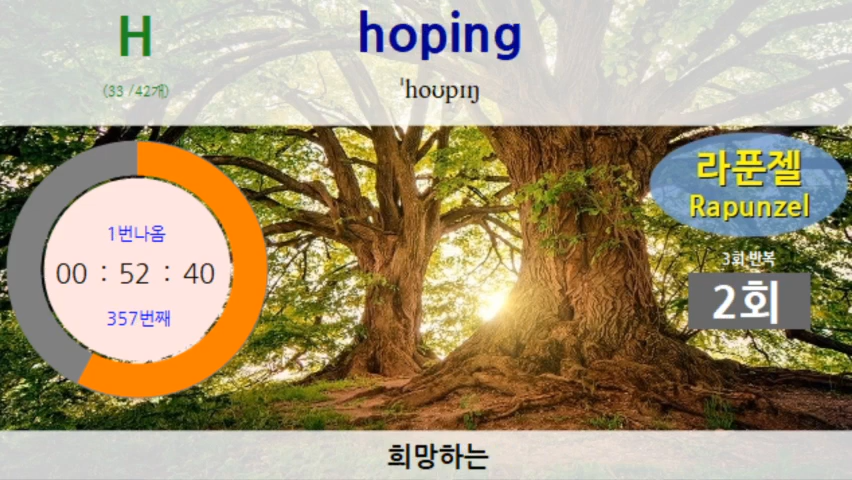 H
(33 /42개)
hoping
ˈhoʊpɪŋ
1번나옴
00 : 52 : 40
357번째
라푼젤
Rapunzel
3회 반복
2회
희망하는